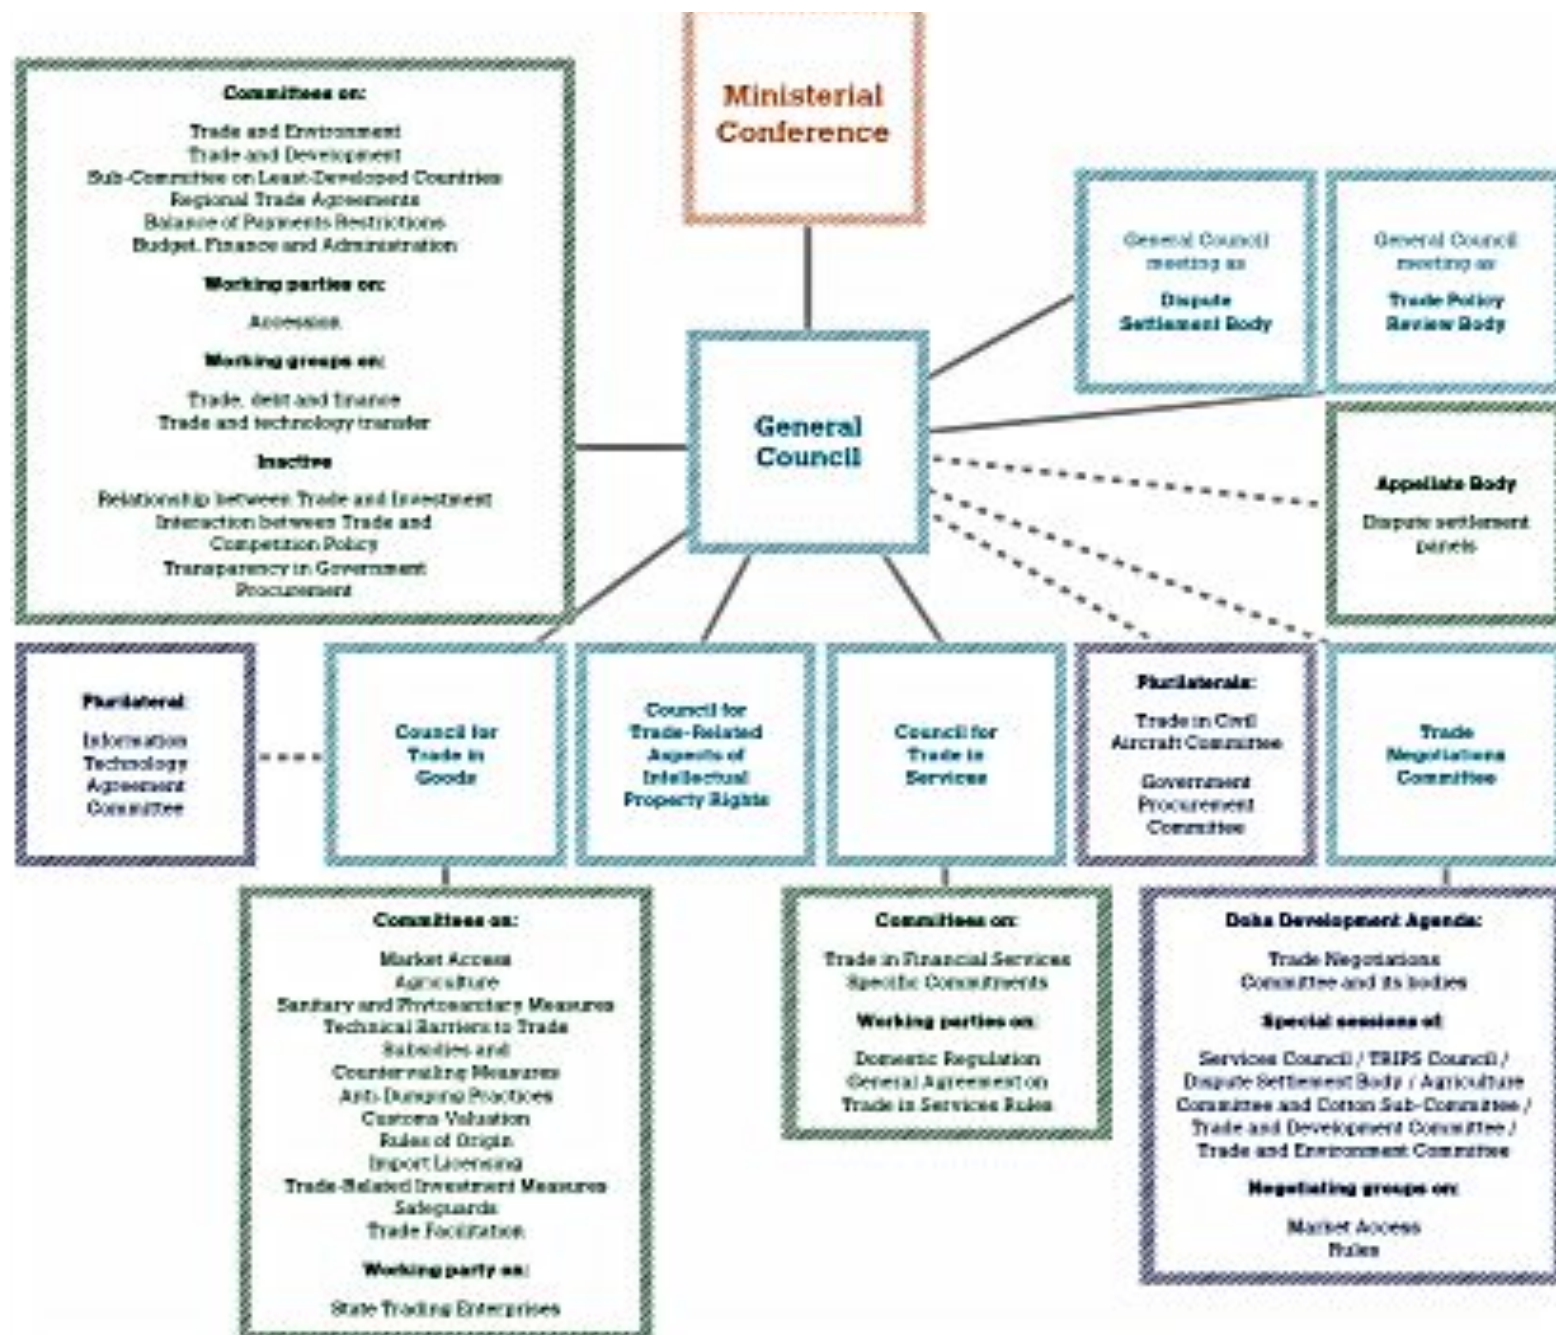 Ministerial
Conference
Committees on:
Trade and Environment
Trade and Development
Sub-Committee on Least-Developed Countries
Regional Trade Agreements
Balance of Payments Restrictions
Budget, Finance and Administration
Working parties on:
Accession
Working groups on:
Trade, debt and finance
Trade and technology transfer
Inactive
Relationship between Trade and Investment
Interaction between Trade and
Competition Policy
Transparency in Government
Procurement
General Council
meeting as
Dispute
Settlement Body
General Council
meeting as
Trade Policy
Review Body
General
Council
Appellate Body
Dispute settlement
panels
Plurilateral:
Information
Technology
Agreement
Committee
Council for
Trade in
Goods
Council for
Trade-Related
Aspects of
Intellectual
Property Rights
Council for
Trade in
Services
Plurilaterals:
Trade in Civil
Aircraft Committee
Government
Procurement
Committee
Trade
Negotiations
Committee
Committees on:
Market Access
Agriculture
Sanitary and Phytosanitary Measures
Technical Barriers to Trade
Subsidies and
Countervailing Measures
Anti-Dumping Practices
Customs Valuation
Rules of Origin
Import Licensing
Trade-Related Investment Measures
Safeguards
Trade Facilitation
Working party on:
State Trading Enterprises
Committees on:
Trade in Financial Services
Specific Commitments
Working parties on:
Domestic Regulation
General Agreement on
Trade in Services Rules
Doha Development Agenda:
Trade Negotiations
Committee and its bodies
Special sessions of:
Services Council / TRIPS Council /
Dispute Settlement Body / Agriculture
Committee and Cotton Sub-Committee /
Trade and Development Committee /
Trade and Environment Committee
Negotiating groups on:
Market Access
Rules